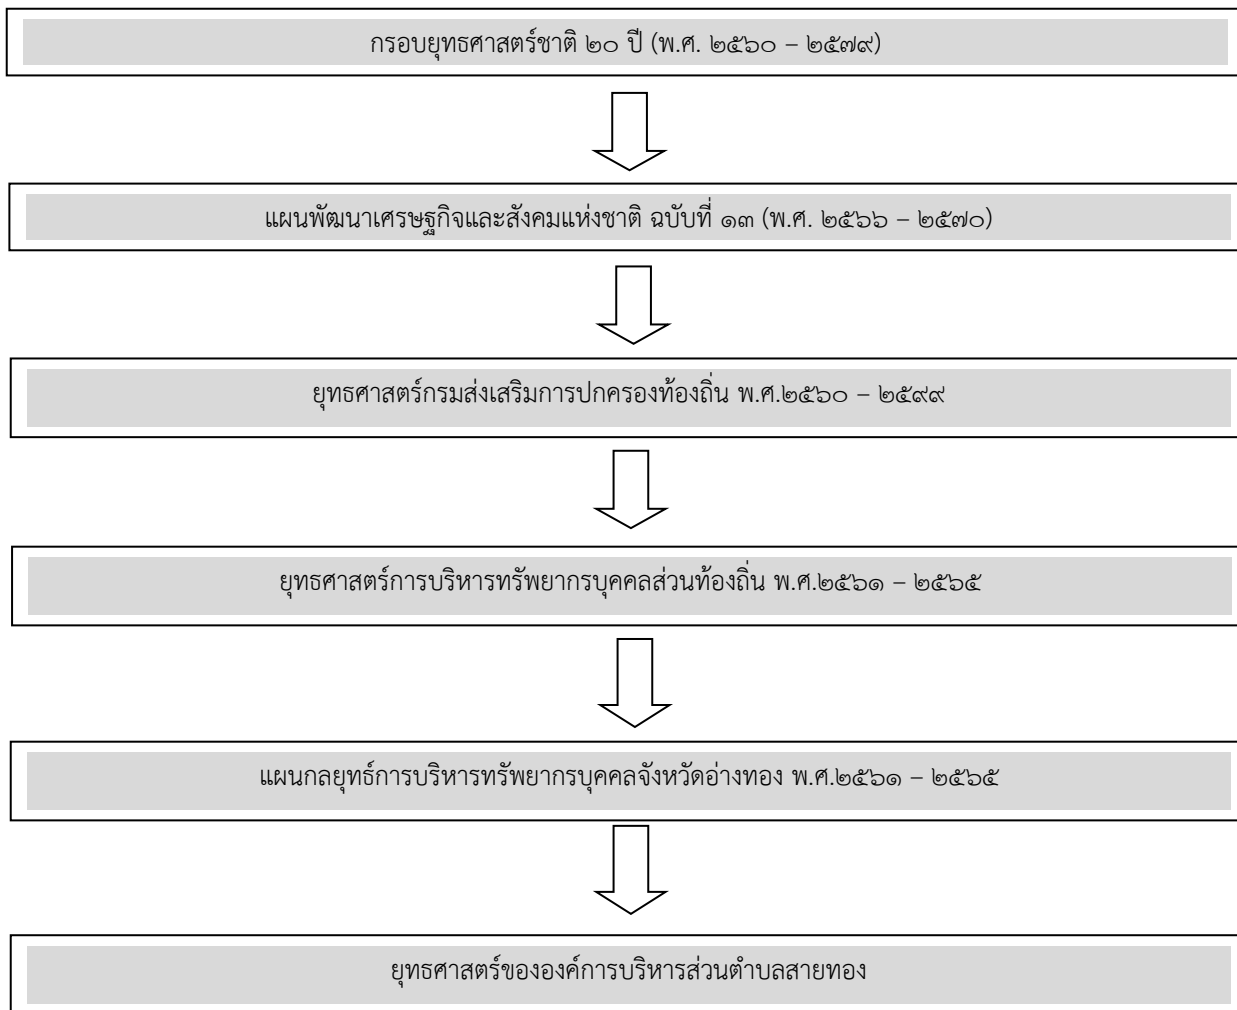 กรอบยุทธศาสตร์ชาติ ๒๐ ปี (พ.ศ. ๒๕๖๐ – ๒๕๗๙)
แผนพัฒนาเศรษฐกิจและสังคมแห่งชาติ ฉบับที่ ๑๓ (พ.ศ. ๒๕๖๖ – ๒๕๗๐)
ยุทธศาสตร์กรมส่งเสริมการปกครองท้องถิ่น พ.ศ.๒๕๖๐ – ๒๕๙๙
ยุทธศาสตร์การบริหารทรัพยากรบุคคลส่วนท้องถิ่น พ.ศ.๒๕๖๑ – ๒๕๖๕
แผนกลยุทธ์การบริหารทรัพยากรบุคคลจังหวัดอ่างทอง พ.ศ.๒๕๖๑ – ๒๕๖๕
ยุทธศาสตร์ขององค์การบริหารส่วนตำบลสายทอง